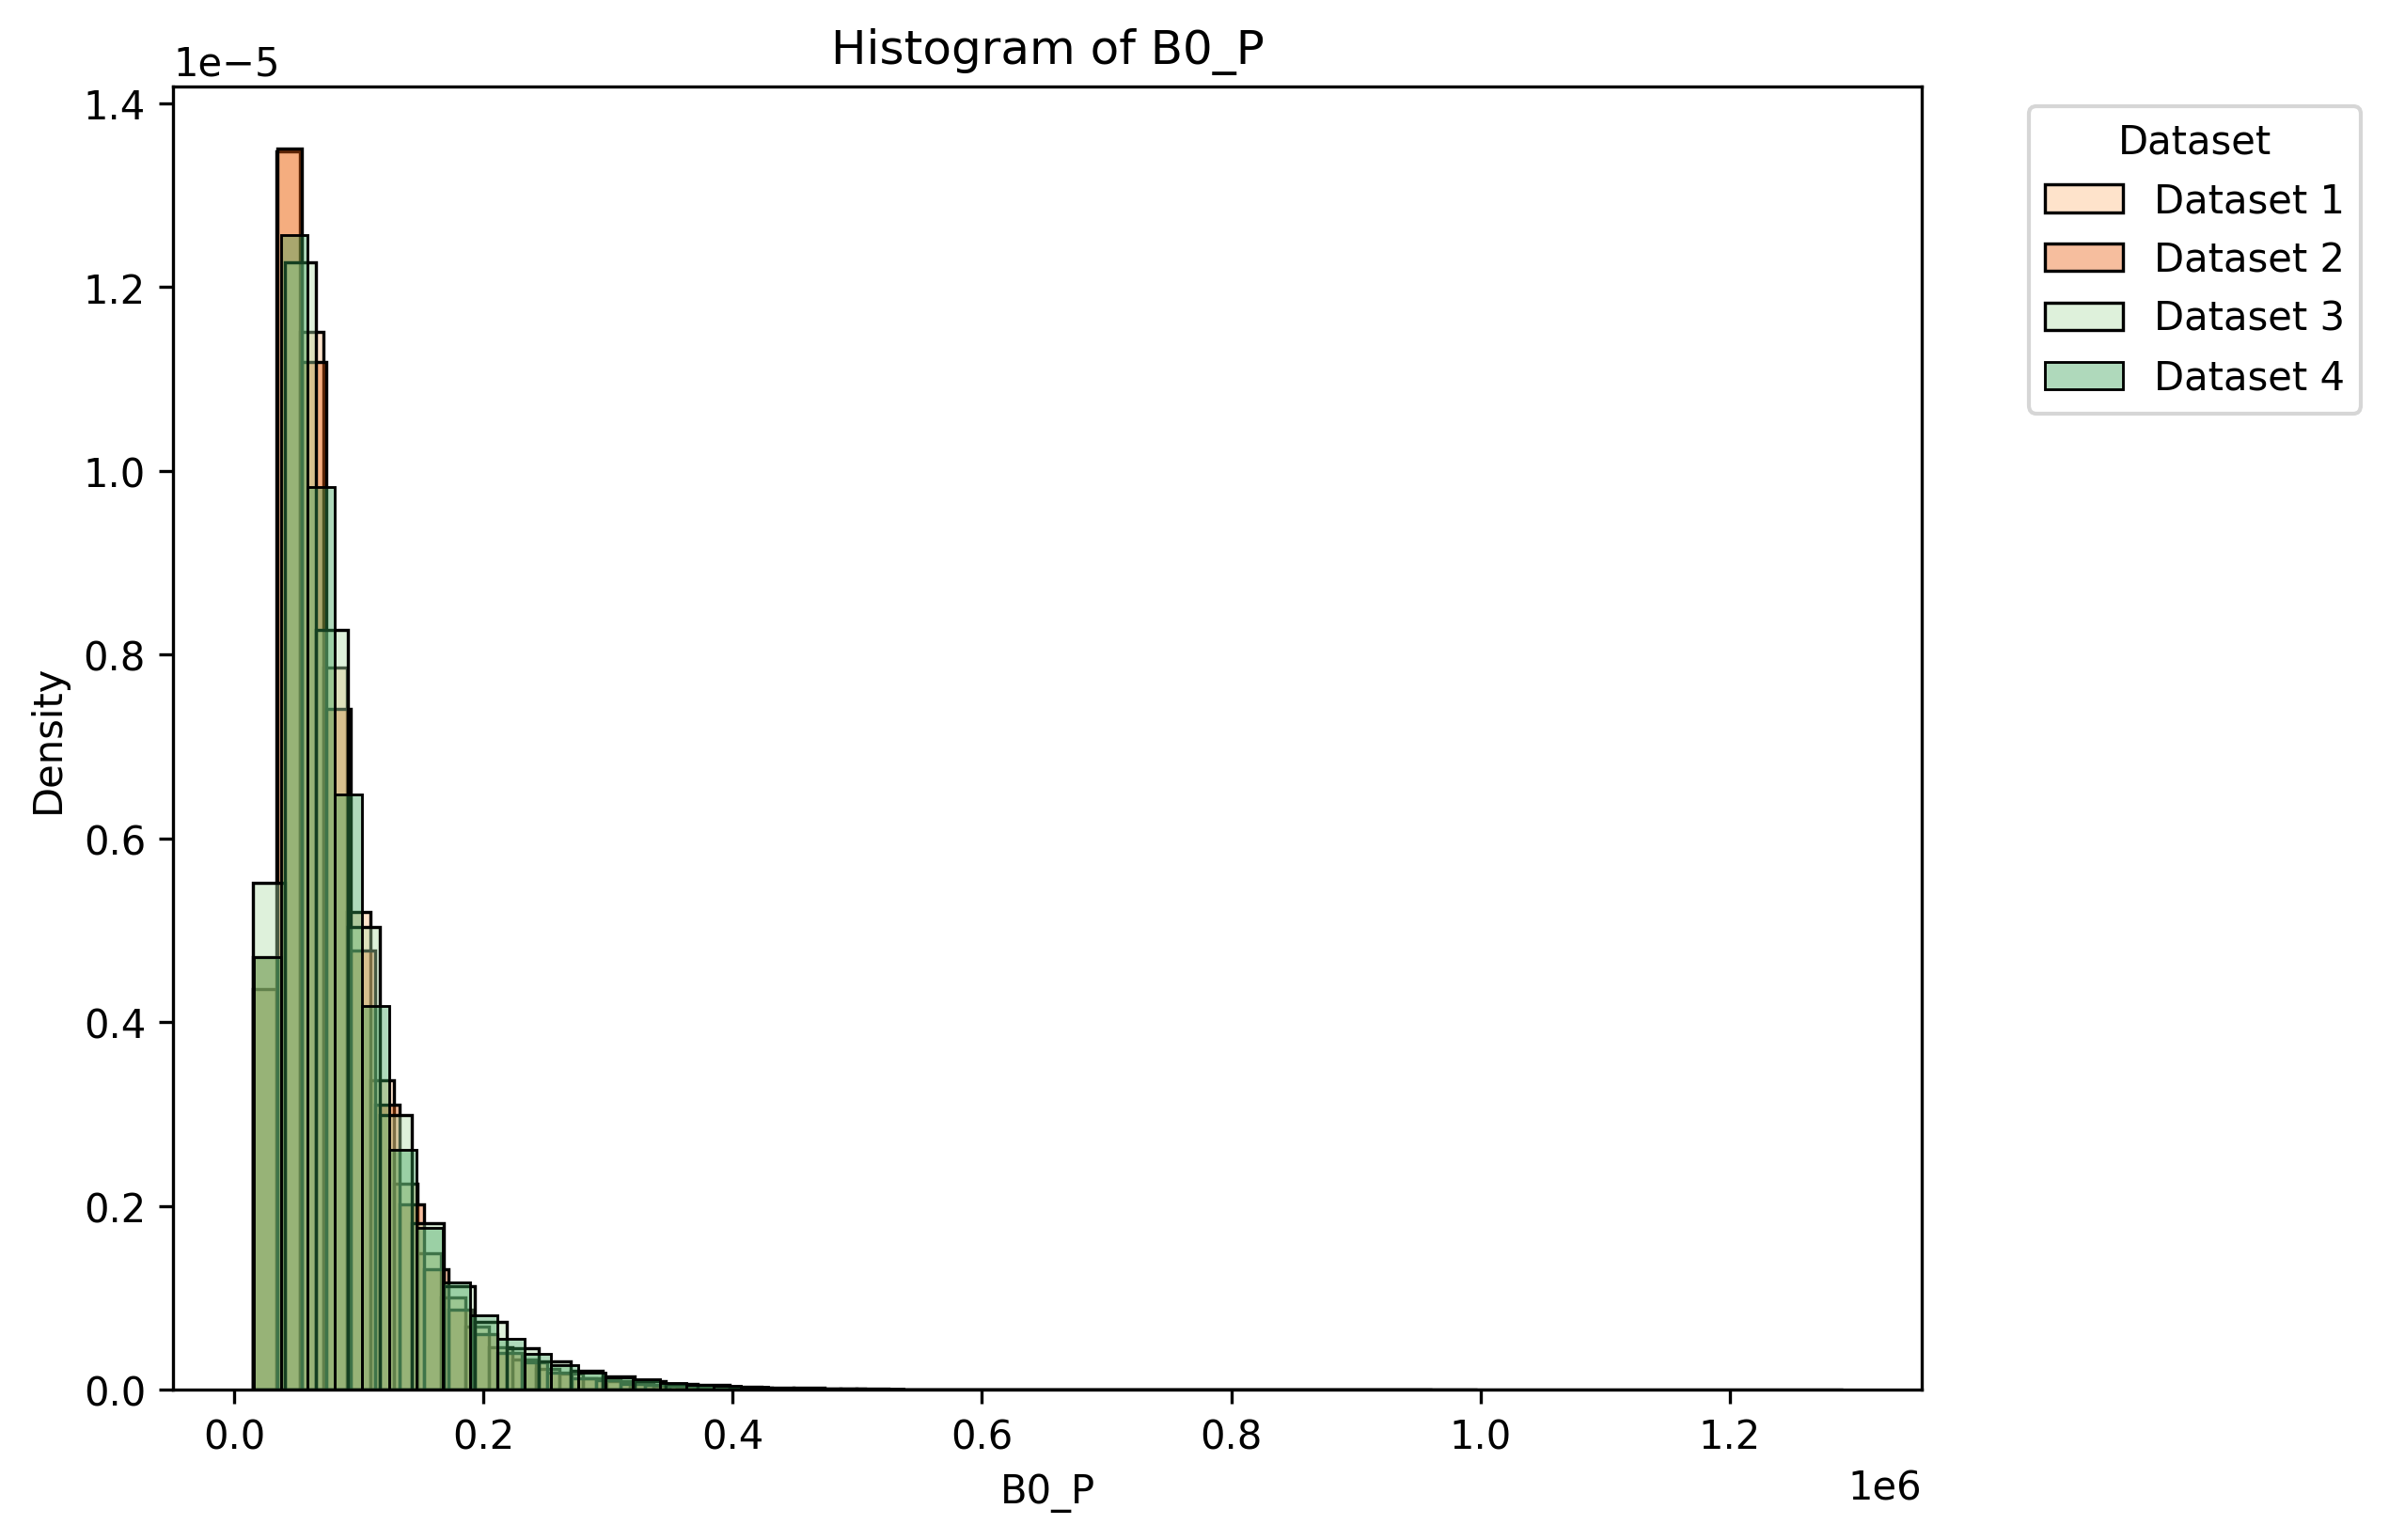 Histogram of B0_P
1e−5
1.4
1.2
1.0
0.8
0.6
0.4
0.2
0.0
Density
0.0 0.2 0.4 0.6 0.8 1.0 1.2
1e6
B0_P
Dataset
Dataset 1
Dataset 2
Dataset 3
Dataset 4